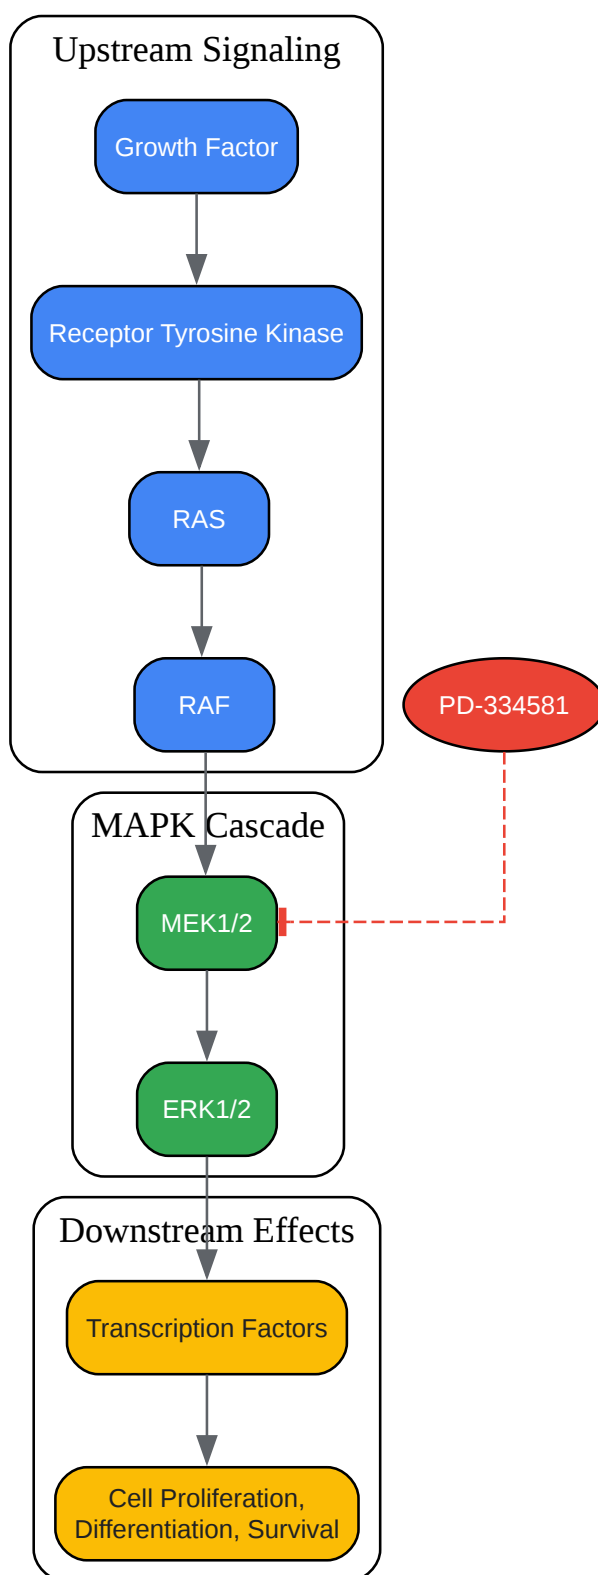 Upstream Signaling
Growth Factor
Receptor Tyrosine Kinase
RAS
RAF
PD-334581
MAPK Cascade
MEK1/2
ERK1/2
Downstream Effects
Transcription Factors
Cell Proliferation,
Differentiation, Survival